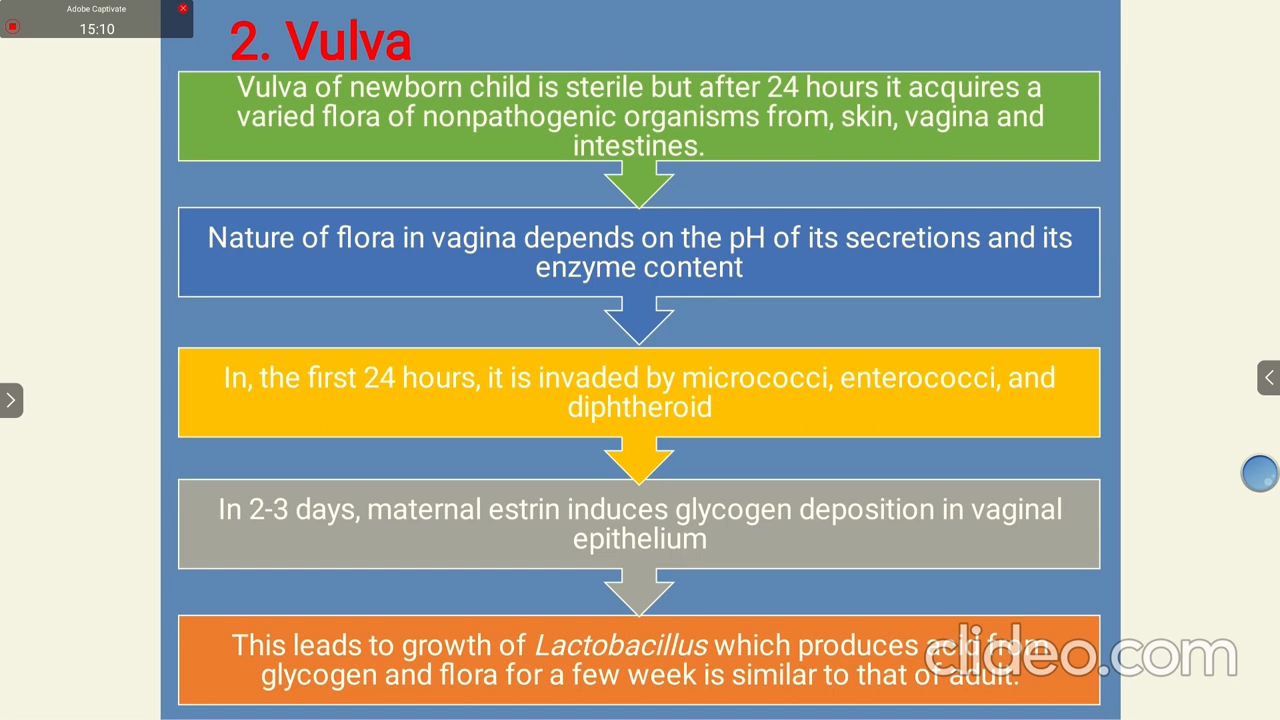 Adobe Captivate
15:10
2. Vulva
Vulva of newborn child is sterile but after 24 hours it acquires a
varied flora of nonpathogenic organisms from, skin, vagina and
intestines.
Nature of flora in vagina depends on the pH of its secretions and its
enzyme content
In, the first 24 hours, it is invaded by micrococci, enterococci, and
diphtheroid
In 2-3 days, maternal estrin induces glycogen deposition in vaginal
epithelium
This leads to growth of Lactobacillus which produces acid from
glycogen and flora for a few week is similar to that of adult.
clideo.com